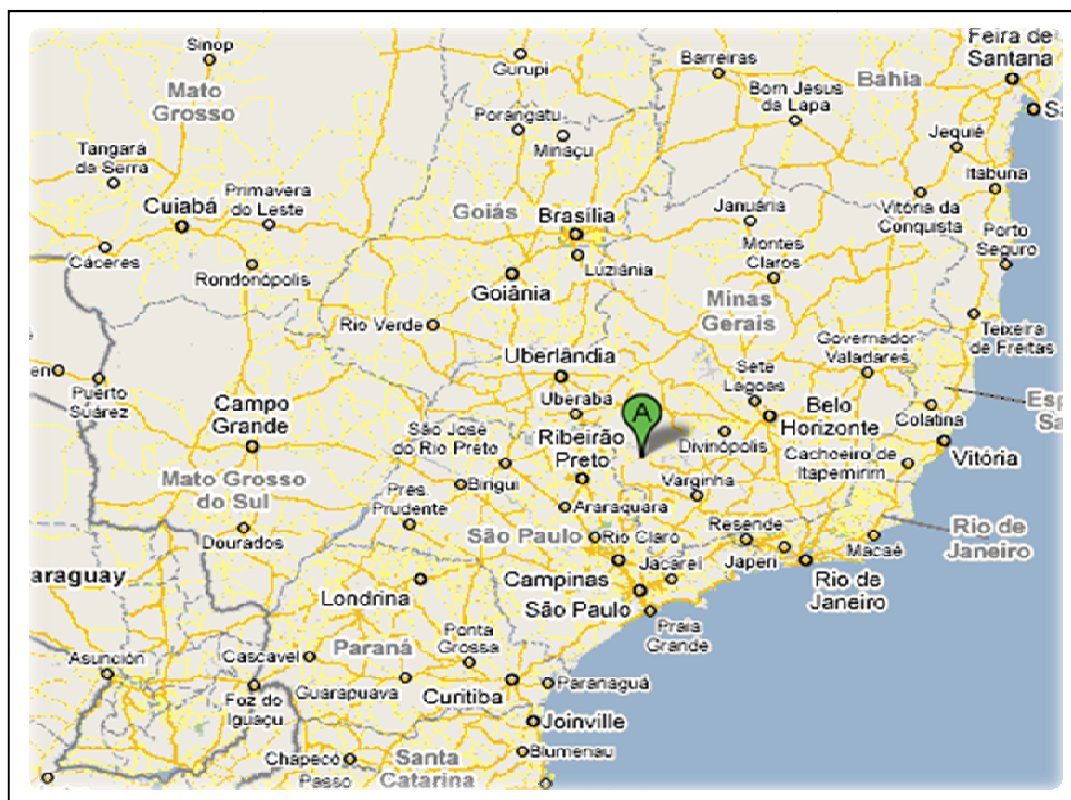 Feira de
Santana
Sinop
Gurupi
Barreiras
Bahia
Mato
Grosso
Bom Jesus
da Lapa
Porangatu
Minaçu
Jequié
Tangará
da Serra
Itabuna
Cuiabá
Primavera
do Leste
Goiás
Brasília
Januária
Vitória da
Conquista
Cáceres
Rondonópolis
Luziânia
Montes
Claros
Porto
Seguro
Goiânia
Minas
Gerais
Rio Verde
Teixeira
de Freitas
Governador
Valadares
Uberlândia
Sete
Lagoas
Puerto
Suárez
Uberaba
A
Campo
Grande
Belo
Horizonte
Colatina
São José
do Rio Preto
Ribeirão
Preto
Divinópolis
Cachoeiro de
Itapemirim
Vitória
Mato Grosso
do Sul
Birigui
Varginha
Pres.
Prudente
Araraquara
Dourados
São Paulo
Rio Claro
Resende
Macaé
Rio de
Janeiro
araguay
Campinas
Jacareí
Japeri
Rio de
Janeiro
Londrina
São Paulo
Praia
Grande
Ponta
Grossa
Paraná
Asunción
Cascavel
Guarapuava
Curitiba
Paranaguá
Foz do
Iguaçu
Joinville
Blumenau
Chapecó
Santa
Catarina
Passo